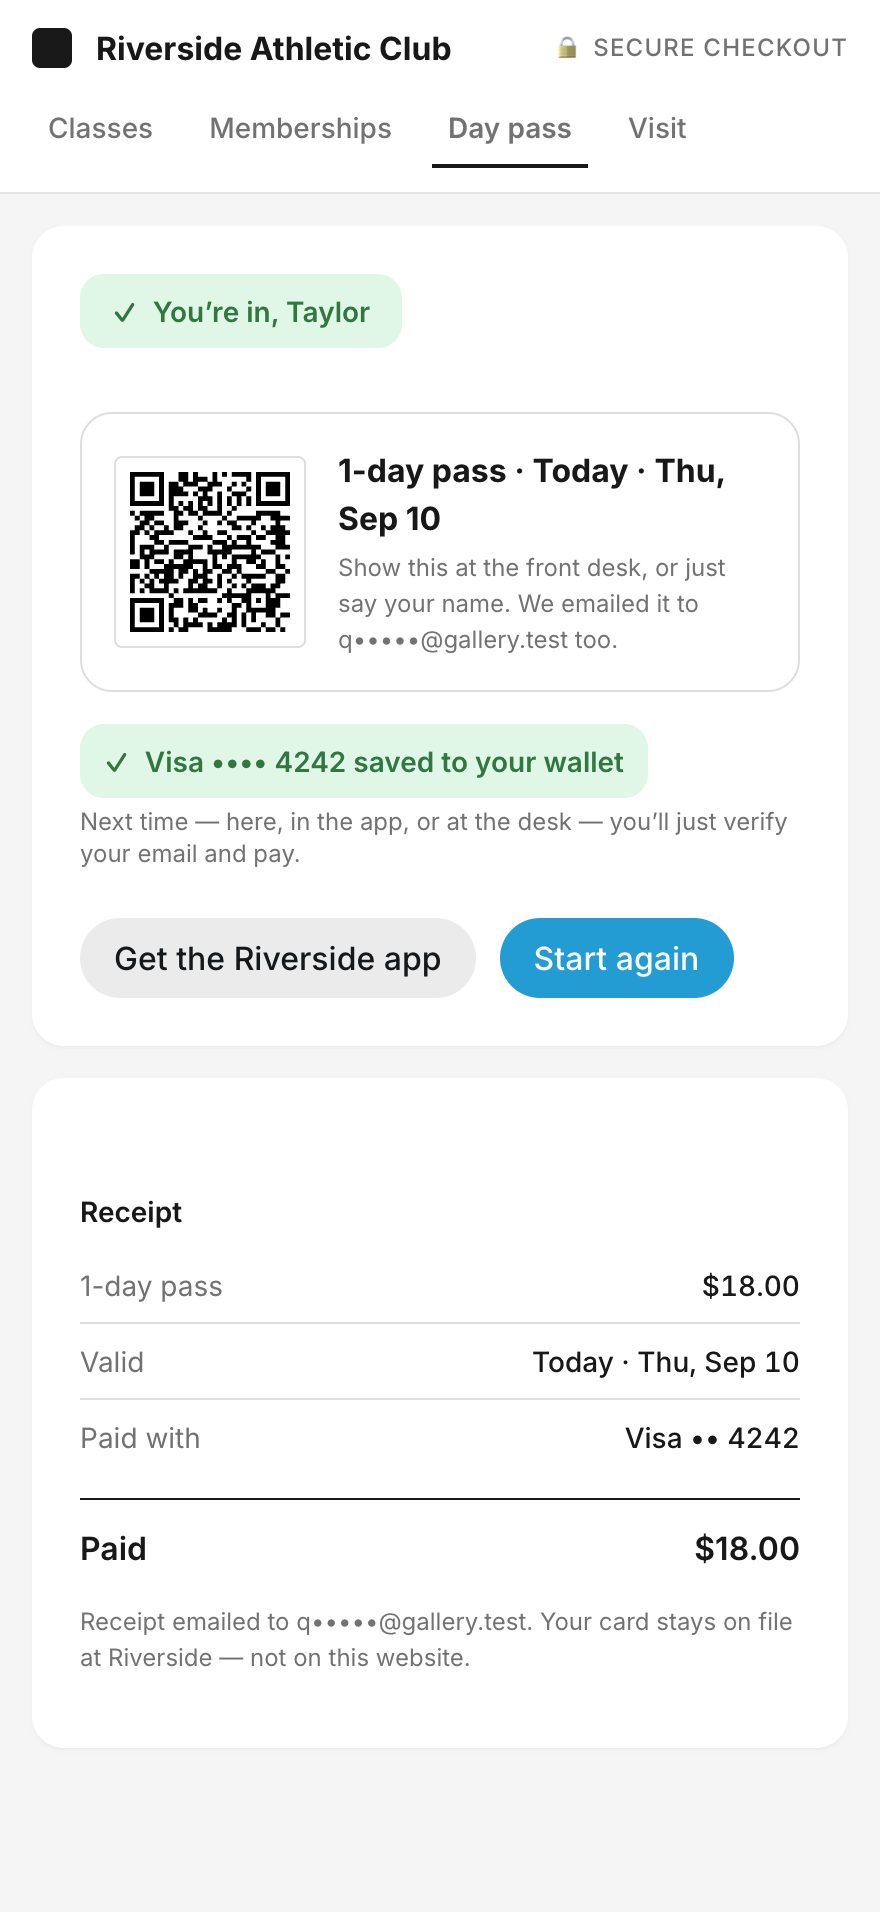 Riverside Athletic Club
SECURE CHECKOUT
Classes
Memberships
Day pass
Visit
✓ You’re in, Taylor
1-day pass · Today · Thu,
Sep 10
Show this at the front desk, or just
say your name. We emailed it to
q•••••@gallery.test too.
✓ Visa •••• 4242 saved to your wallet
Next time — here, in the app, or at the desk — you’ll just verify
your email and pay.
Get the Riverside app
Start again
Receipt
1-day pass $18.00
Valid Today · Thu, Sep 10
Paid with Visa •• 4242
Paid $18.00
Receipt emailed to q•••••@gallery.test. Your card stays on file
at Riverside — not on this website.